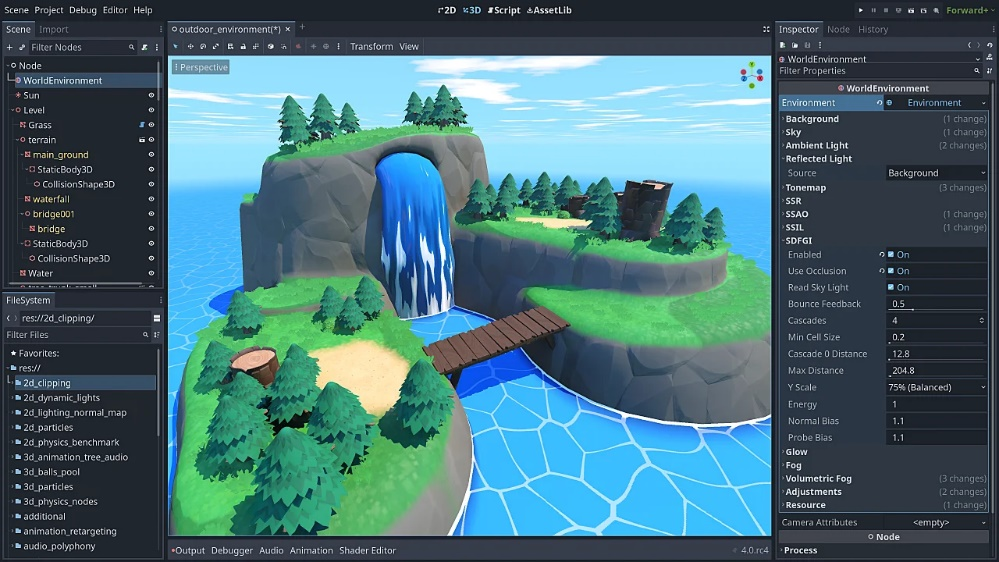 Scene Project Debug Editor Help
2D 3D Script AssetLib
Forward+
Scene Import
Filter Nodes
Node
WorldEnvironment
Sun
Level
Grass
terrain
main_ground
StaticBody3D
CollisionShape3D
waterfall
bridge001
bridge
StaticBody3D
CollisionShape3D
Water
FileSystem
res://2d_clipping/
Filter Files
Favorites:
res://
2d_clipping
2d_dynamic_lights
2d_lighting_normal_map
2d_particles
2d_physics_benchmark
3d_animation_tree_audio
3d_balls_pool
3d_particles
3d_physics_nodes
additional
animation_retargeting
audio_polyphony
outdoor_environment(*) × +
Transform View
Perspective
Output Debugger Audio Animation Shader Editor
4.0.rc4
Inspector Node History
WorldEnvironment
Filter Properties
WorldEnvironment
Environment Environment
Background (1 change)
Sky (1 change)
Ambient Light (2 changes)
Reflected Light
Source Background
Tonemap (3 changes)
SSR
SSAO (1 change)
SSIL (1 change)
SDFGI
Enabled On
Use Occlusion On
Read Sky Light On
Bounce Feedback 0.5
Cascades 4
Min Cell Size 0.2
Cascade 0 Distance 12.8
Max Distance 204.8
Y Scale 75% (Balanced)
Energy 1
Normal Bias 1.1
Probe Bias 1.1
Glow
Fog
Volumetric Fog (3 changes)
Adjustments (2 changes)
Resource (1 change)
Camera Attributes <empty>
Node
Process